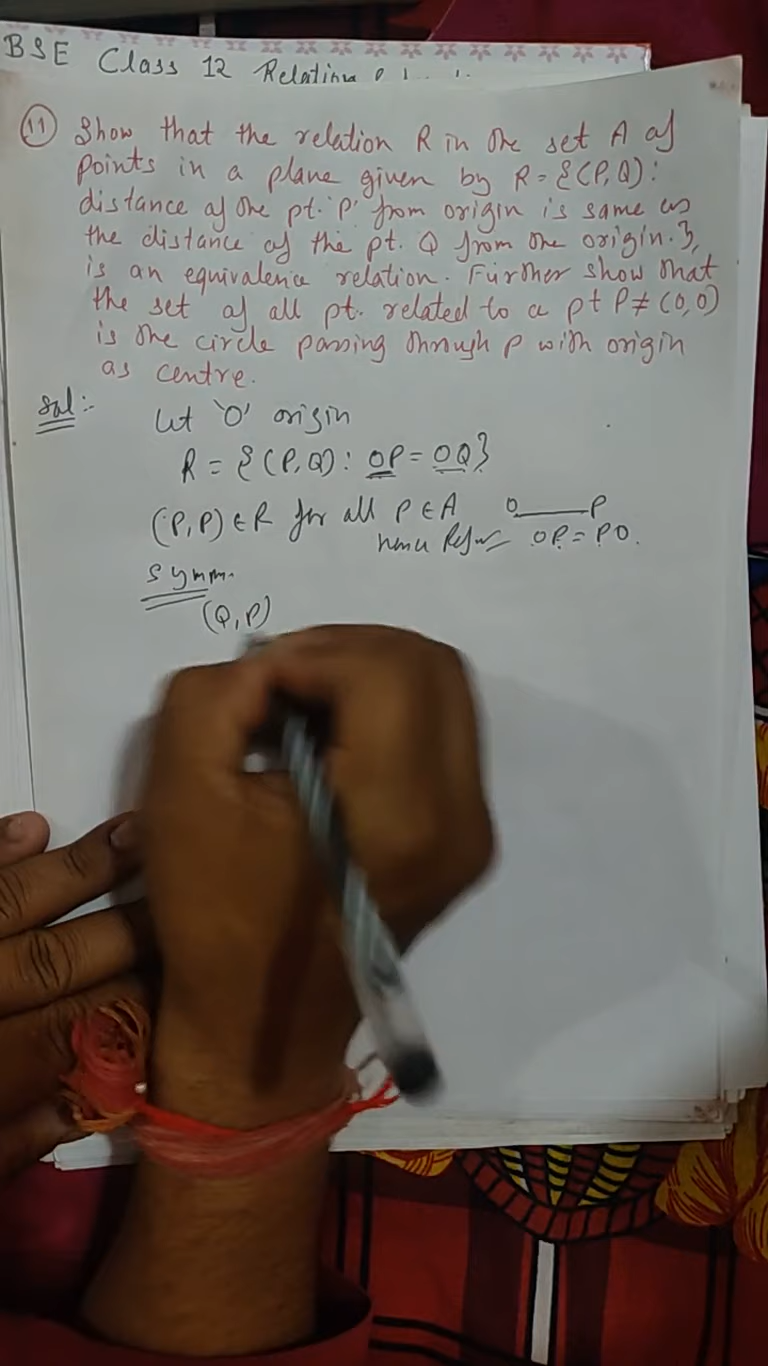 BSE Class 12 Relation
11 Show that the relation R in the set A of
points in a plane given by R = {(P,Q):
distance of the pt. 'P' from origin is same as
the distance of the pt. Q from the origin.},
is an equivalence relation. Further show that
the set of all pt. related to a pt P ≠ (0,0)
is the circle passing through P with origin
as centre.
Sol:- Let 'O' origin
R = {(P,Q): OP = OQ}
(P,P) ∈ R for all P ∈ A O P
hence OP = PO.
Symm.
(Q,P)